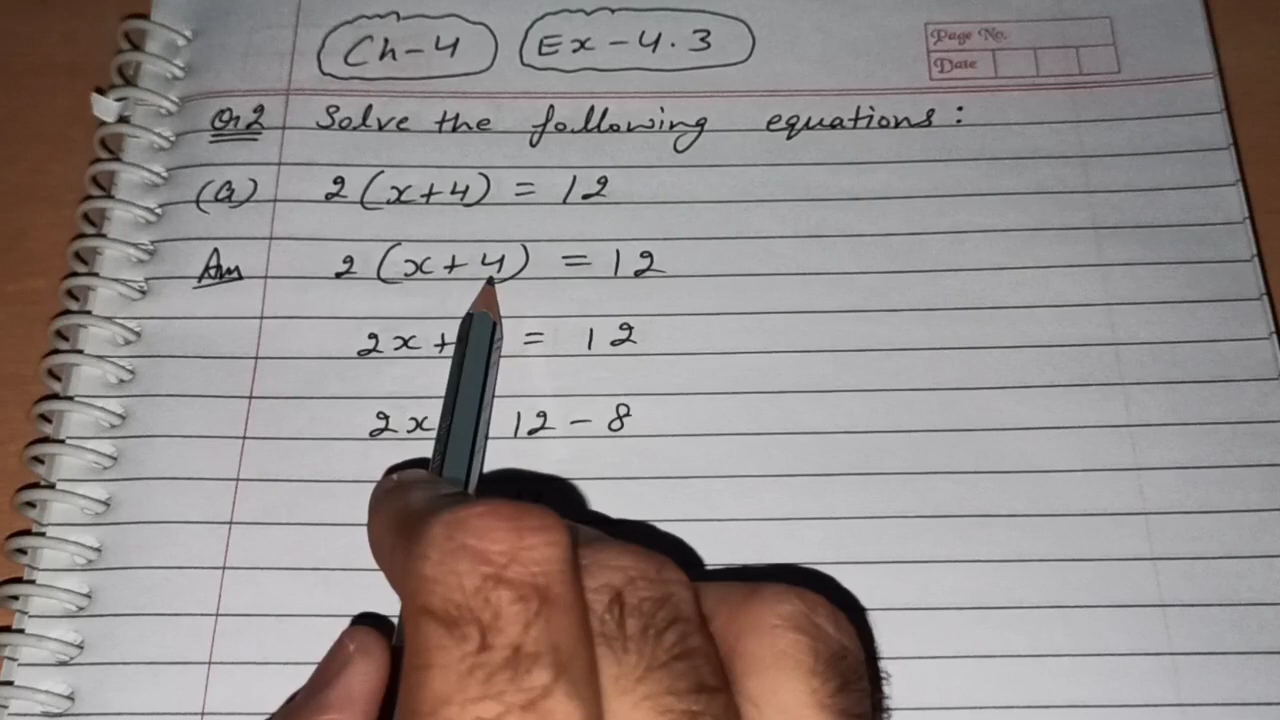 Ch-4 Ex-4.3
Page No.
Date
Q.2 Solve the following equations:
(a) 2(x+4) = 12
Ans 2(x+4) = 12
2x+ = 12
2x 12-8